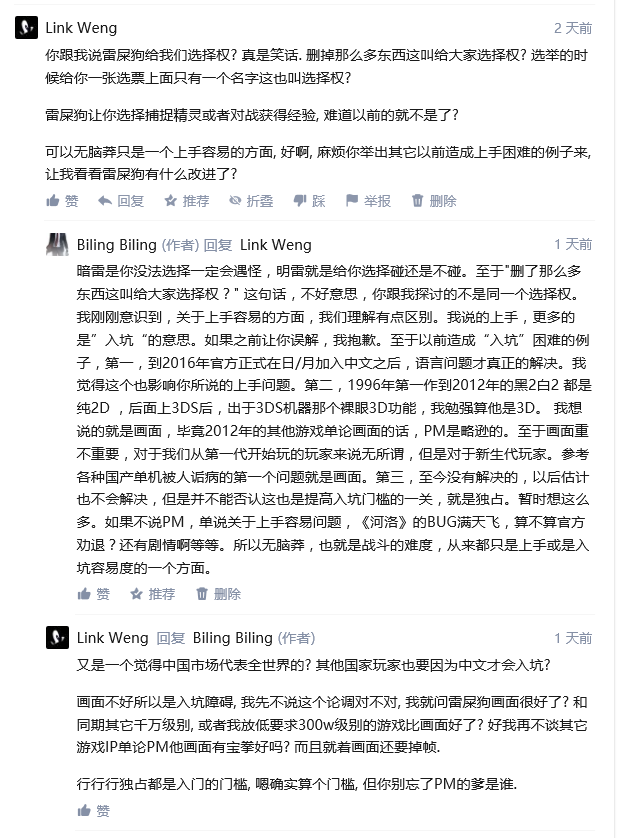 Link Weng 2 天前
你跟我说雷屎狗给我们选择权? 真是笑话. 删掉那么多东西这叫给大家选择权? 选举的时
候给你一张选票上面只有一个名字这也叫选择权?
雷屎狗让你选择捕捉精灵或者对战获得经验, 难道以前的就不是了?
可以无脑莽只是一个上手容易的方面, 好啊, 麻烦你举出其它以前造成上手困难的例子来,
让我看看雷屎狗有什么改进了?
赞 回复 推荐 折叠 踩 举报 删除
Biling Biling (作者) 回复 Link Weng 1 天前
暗雷是你没法选择一定会遇怪，明雷就是给你选择碰还是不碰。至于"删了那么多
东西这叫给大家选择权？" 这句话，不好意思，你跟我探讨的不是同一个选择权。
我刚刚意识到，关于上手容易的方面，我们理解有点区别。我说的上手，更多的
是”入坑“的意思。如果之前让你误解，我抱歉。至于以前造成“入坑”困难的例
子，第一，到2016年官方正式在日/月加入中文之后，语言问题才真正的解决。我
觉得这个也影响你所说的上手问题。第二，1996年第一作到2012年的黑2白2 都是
纯2D ，后面上3DS后，出于3DS机器那个裸眼3D功能，我勉强算他是3D。 我想
说的就是画面，毕竟2012年的其他游戏单论画面的话，PM是略逊的。至于画面重
不重要，对于我们从第一代开始玩的玩家来说无所谓，但是对于新生代玩家。参考
各种国产单机被人诟病的第一个问题就是画面。第三，至今没有解决的，以后估计
也不会解决，但是并不能否认这也是提高入坑门槛的一关，就是独占。暂时想这么
多。如果不说PM，单说关于上手容易问题，《河洛》的BUG满天飞，算不算官方
劝退？还有剧情啊等等。所以无脑莽，也就是战斗的难度，从来都只是上手或是入
坑容易度的一个方面。
赞 推荐 删除
Link Weng 回复 Biling Biling (作者) 1 天前
又是一个觉得中国市场代表全世界的? 其他国家玩家也要因为中文才会入坑?
画面不好所以是入坑障碍, 我先不说这个论调对不对, 我就问雷屎狗画面很好了? 和
同期其它千万级别, 或者我放低要求300w级别的游戏比画面好了? 好我再不谈其它
游戏IP单论PM他画面有宝拳好吗? 而且就着画面还要掉帧.
行行行独占都是入门的门槛, 嗯确实算个门槛, 但你别忘了PM的爹是谁.
赞